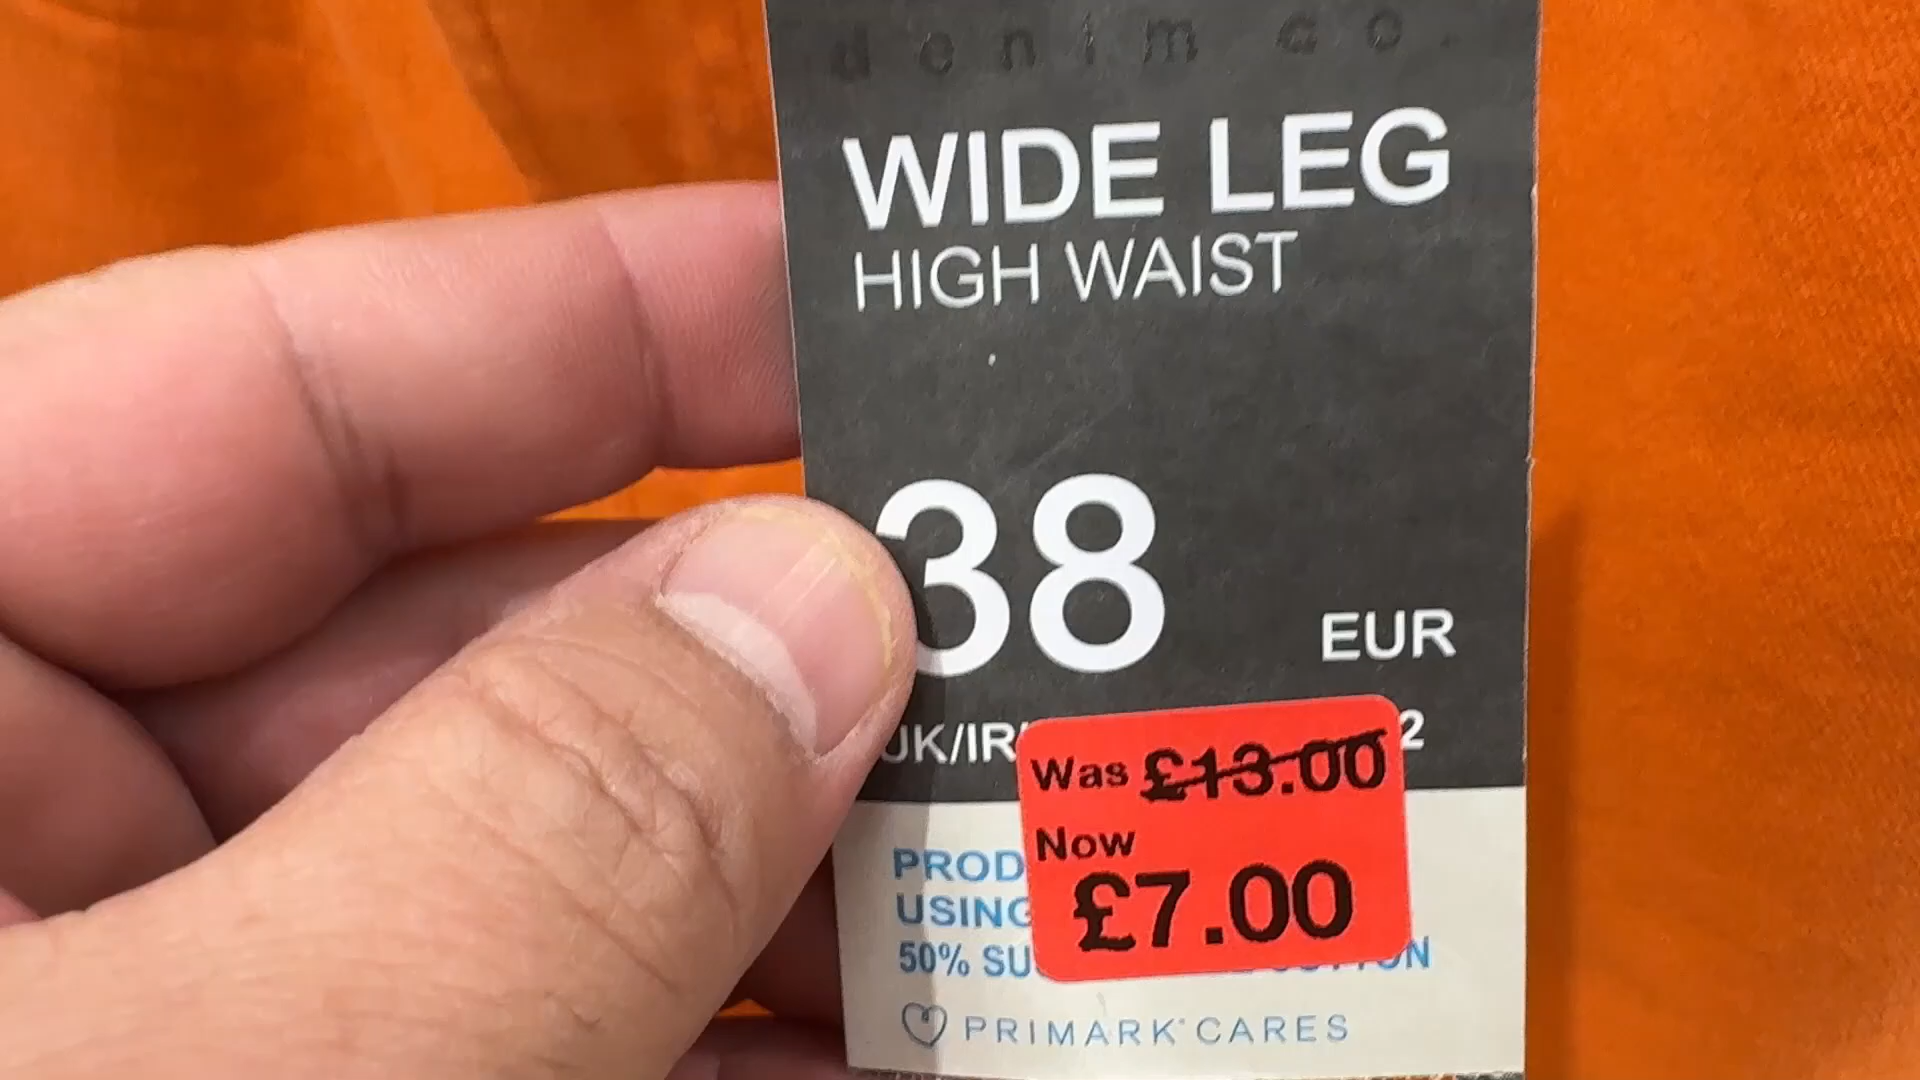 denim co.
WIDE LEG
HIGH WAIST
38 EUR
UK/IR
2
Was £13.00
Now
£7.00
PROD
USING
50% SU
PRIMARK CARES